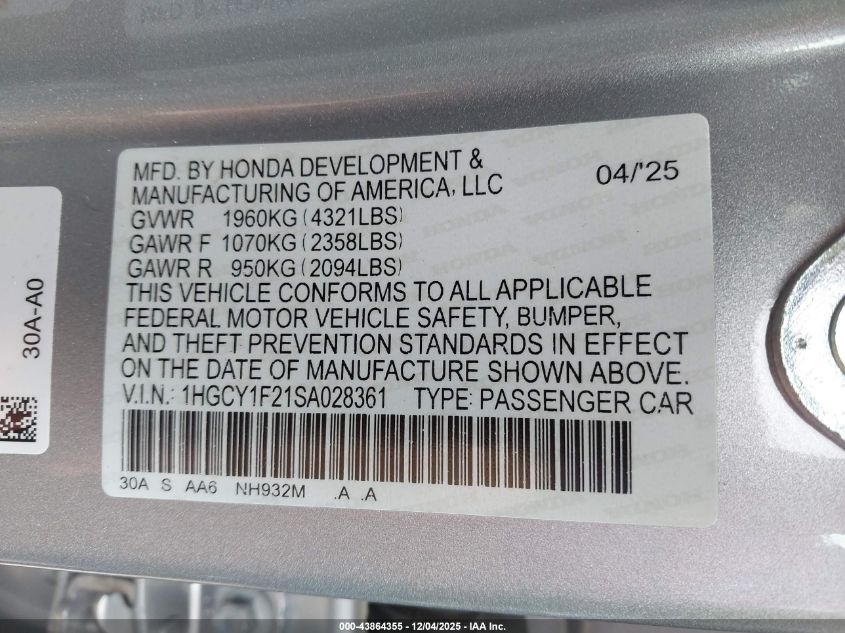 MFD. BY HONDA DEVELOPMENT &
MANUFACTURING OF AMERICA, LLC
04/'25
GVWR 1960KG (4321LBS)
GAWR F 1070KG (2358LBS)
GAWR R 950KG (2094LBS)
THIS VEHICLE CONFORMS TO ALL APPLICABLE
FEDERAL MOTOR VEHICLE SAFETY, BUMPER,
AND THEFT PREVENTION STANDARDS IN EFFECT
ON THE DATE OF MANUFACTURE SHOWN ABOVE.
V.I.N.: 1HGCY1F21SA028361 TYPE: PASSENGER CAR
30A S AA6 NH932M .A .A
30A-A0
000-43864355 - 12/04/2025 - IAA Inc.